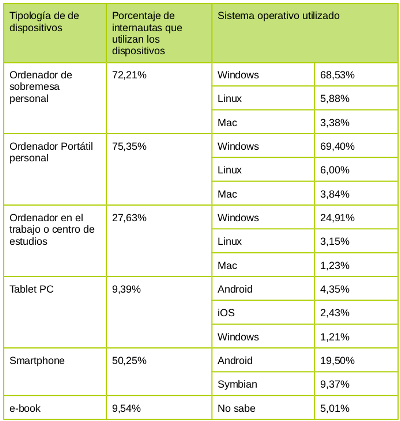 Tipología de de dispositivos
Porcentaje de internautas que utilizan los dispositivos
Sistema operativo utilizado
Ordenador de sobremesa personal
72,21%
Windows
68,53%
Linux
5,88%
Mac
3,38%
Ordenador Portátil personal
75,35%
Windows
69,40%
Linux
6,00%
Mac
3,84%
Ordenador en el trabajo o centro de estudios
27,63%
Windows
24,91%
Linux
3,15%
Mac
1,23%
Tablet PC
9,39%
Android
4,35%
iOS
2,43%
Windows
1,21%
Smartphone
50,25%
Android
19,50%
Symbian
9,37%
e-book
9,54%
No sabe
5,01%